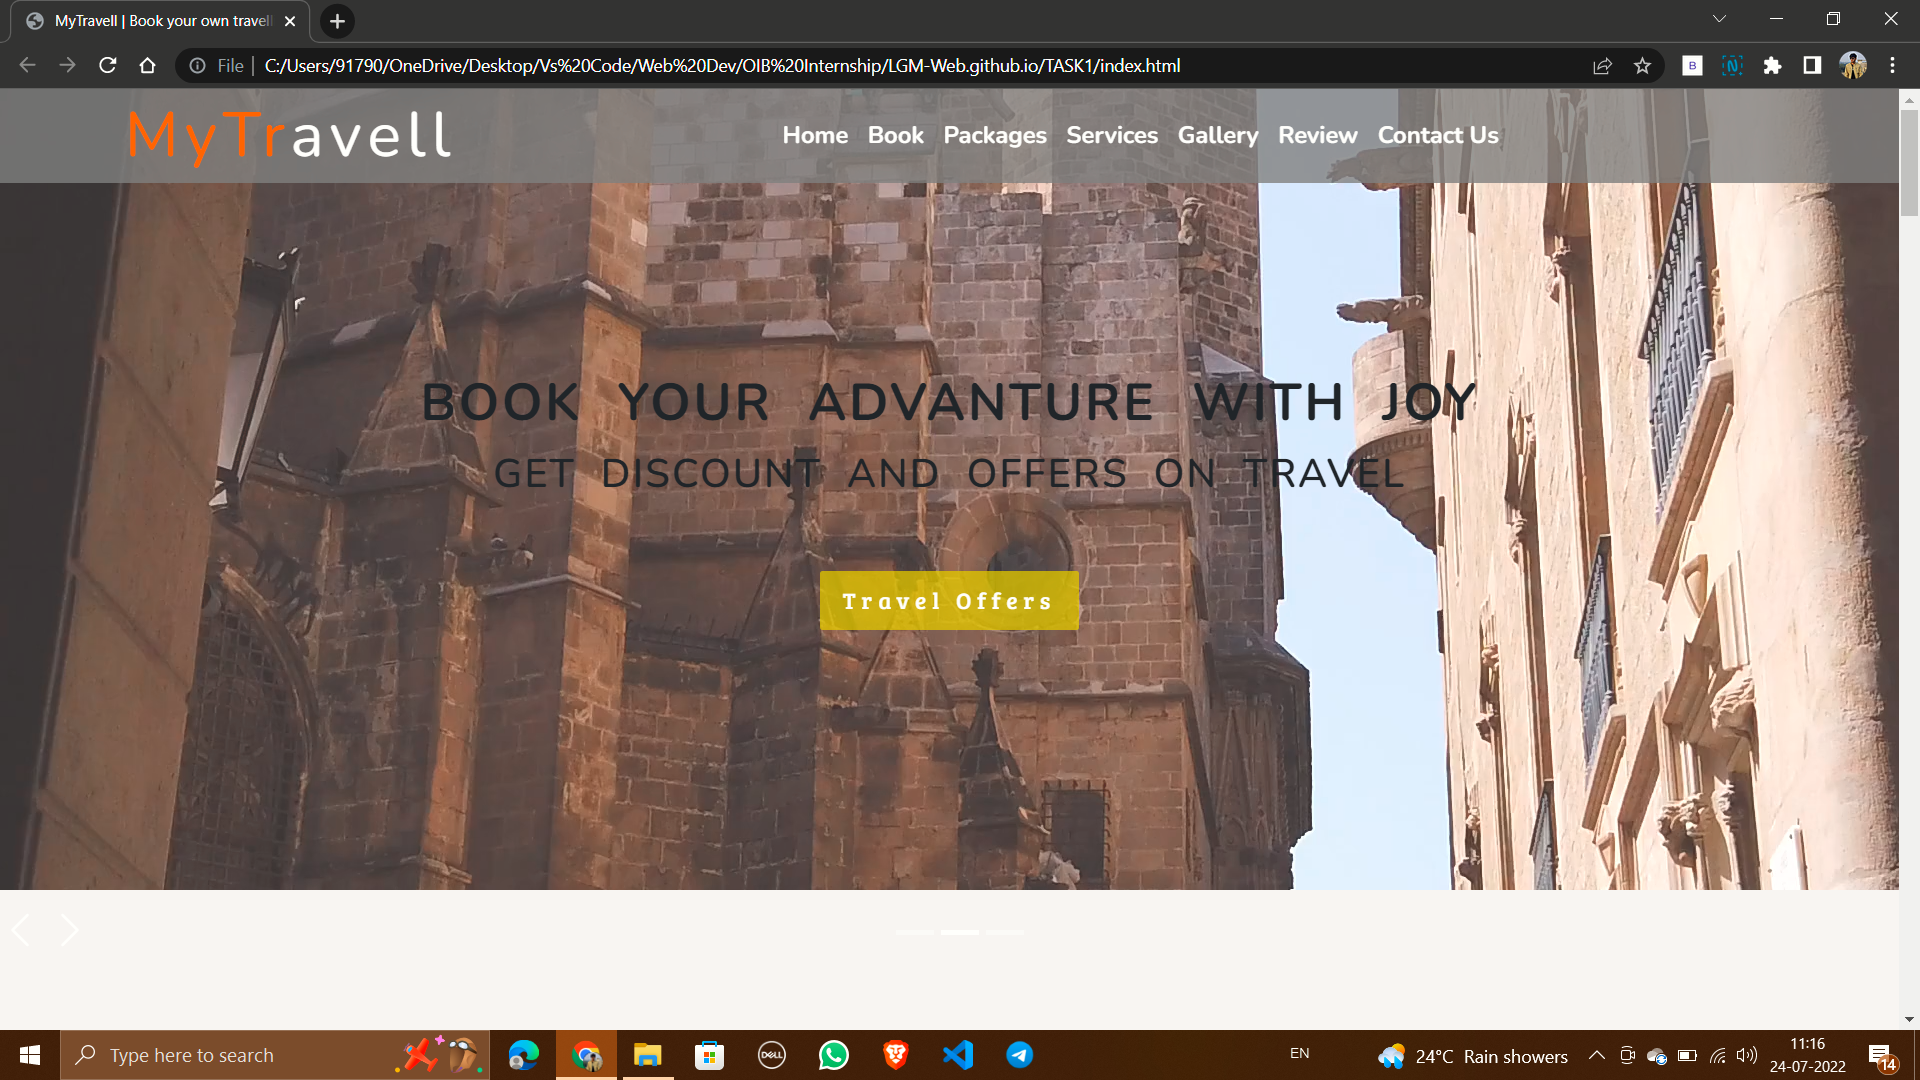 MyTravell | Book your own travell
File | C:/Users/91790/OneDrive/Desktop/Vs%20Code/Web%20Dev/OIB%20Internship/LGM-Web.github.io/TASK1/index.html
B
N
MyTravell
Home Book Packages Services Gallery Review Contact Us
BOOK YOUR ADVANTURE WITH JOY
GET DISCOUNT AND OFFERS ON TRAVEL
Travel Offers
Type here to search
DELL
EN
24°C Rain showers
11:16
24-07-2022
14